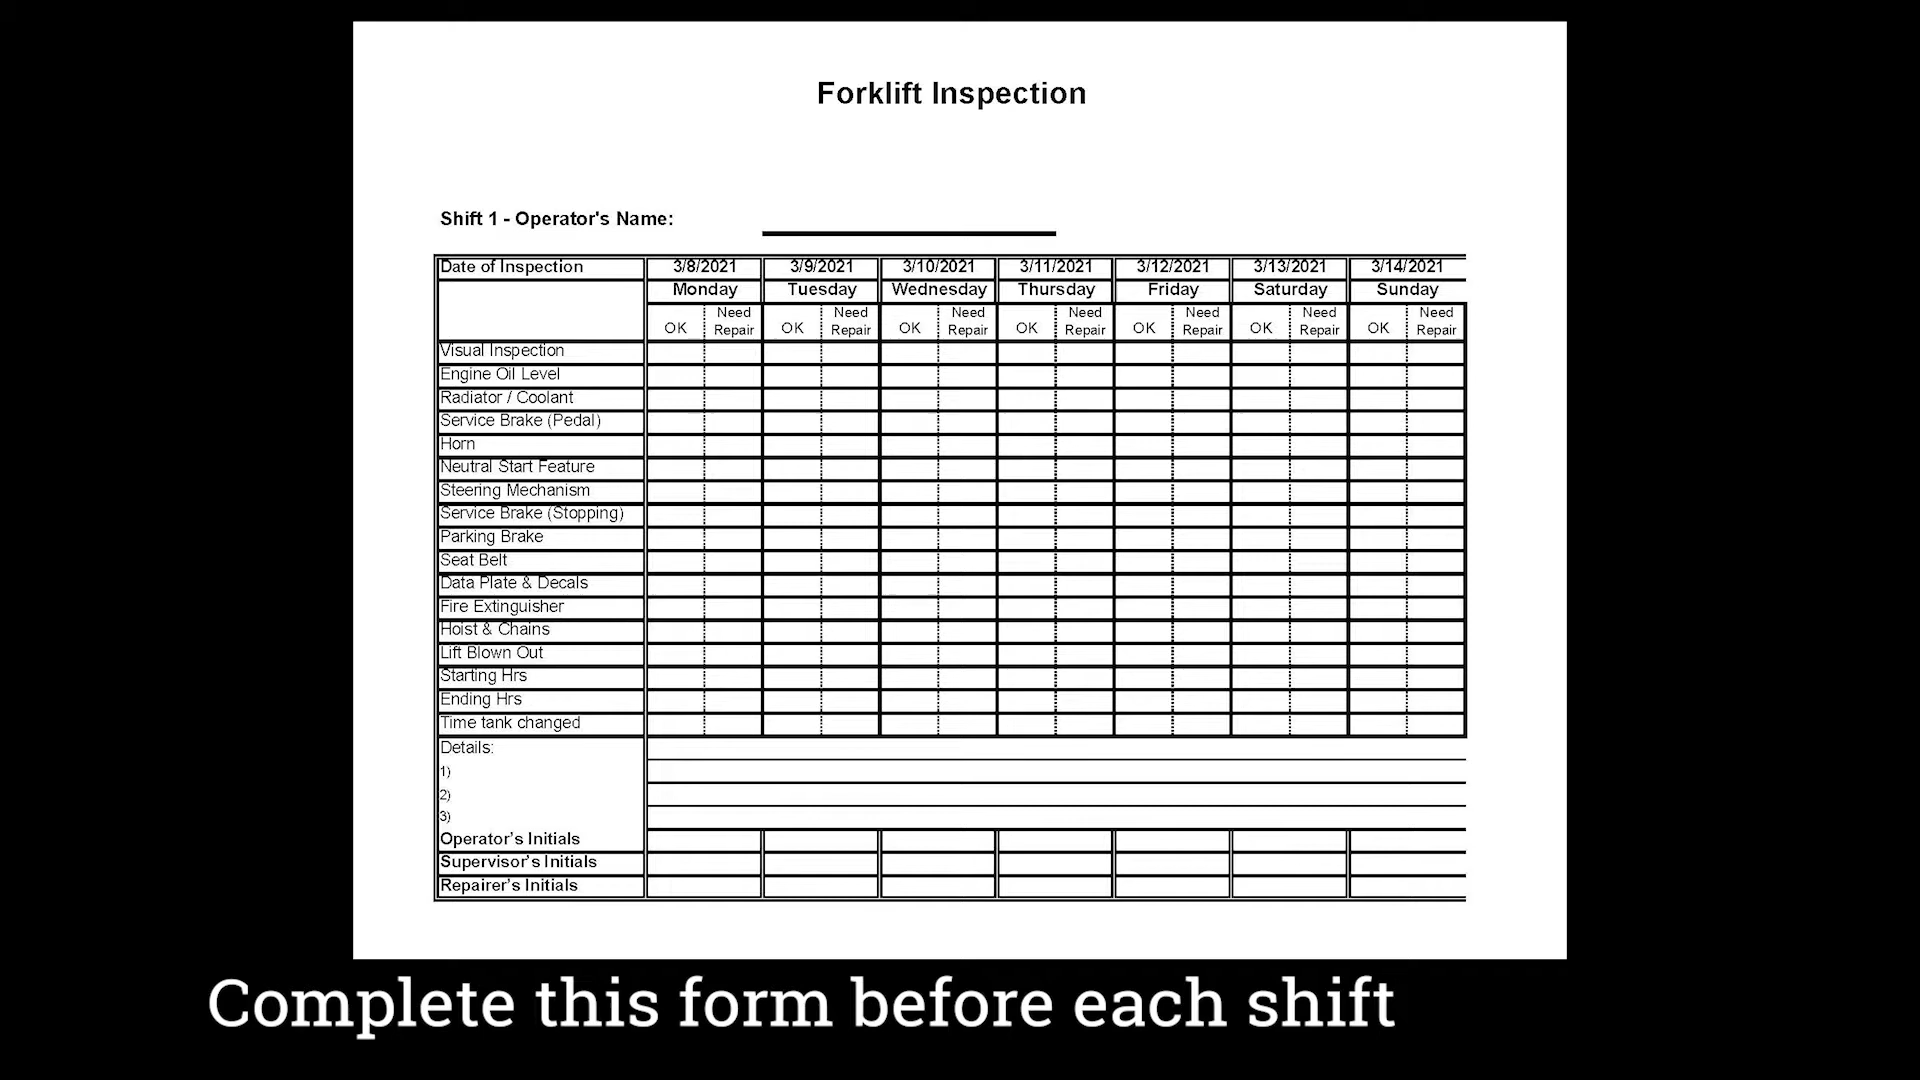 Forklift Inspection
Shift 1 - Operator's Name:
Date of Inspection 3/8/2021 3/9/2021 3/10/2021 3/11/2021 3/12/2021 3/13/2021 3/14/2021
Monday Tuesday Wednesday Thursday Friday Saturday Sunday
OK Need Repair OK Need Repair OK Need Repair OK Need Repair OK Need Repair OK Need Repair OK Need Repair
Visual Inspection
Engine Oil Level
Radiator / Coolant
Service Brake (Pedal)
Horn
Neutral Start Feature
Steering Mechanism
Service Brake (Stopping)
Parking Brake
Seat Belt
Data Plate & Decals
Fire Extinguisher
Hoist & Chains
Lift Blown Out
Starting Hrs
Ending Hrs
Time tank changed
Details:
1)
2)
3)
Operator's Initials
Supervisor's Initials
Repairer's Initials
Complete this form before each shift